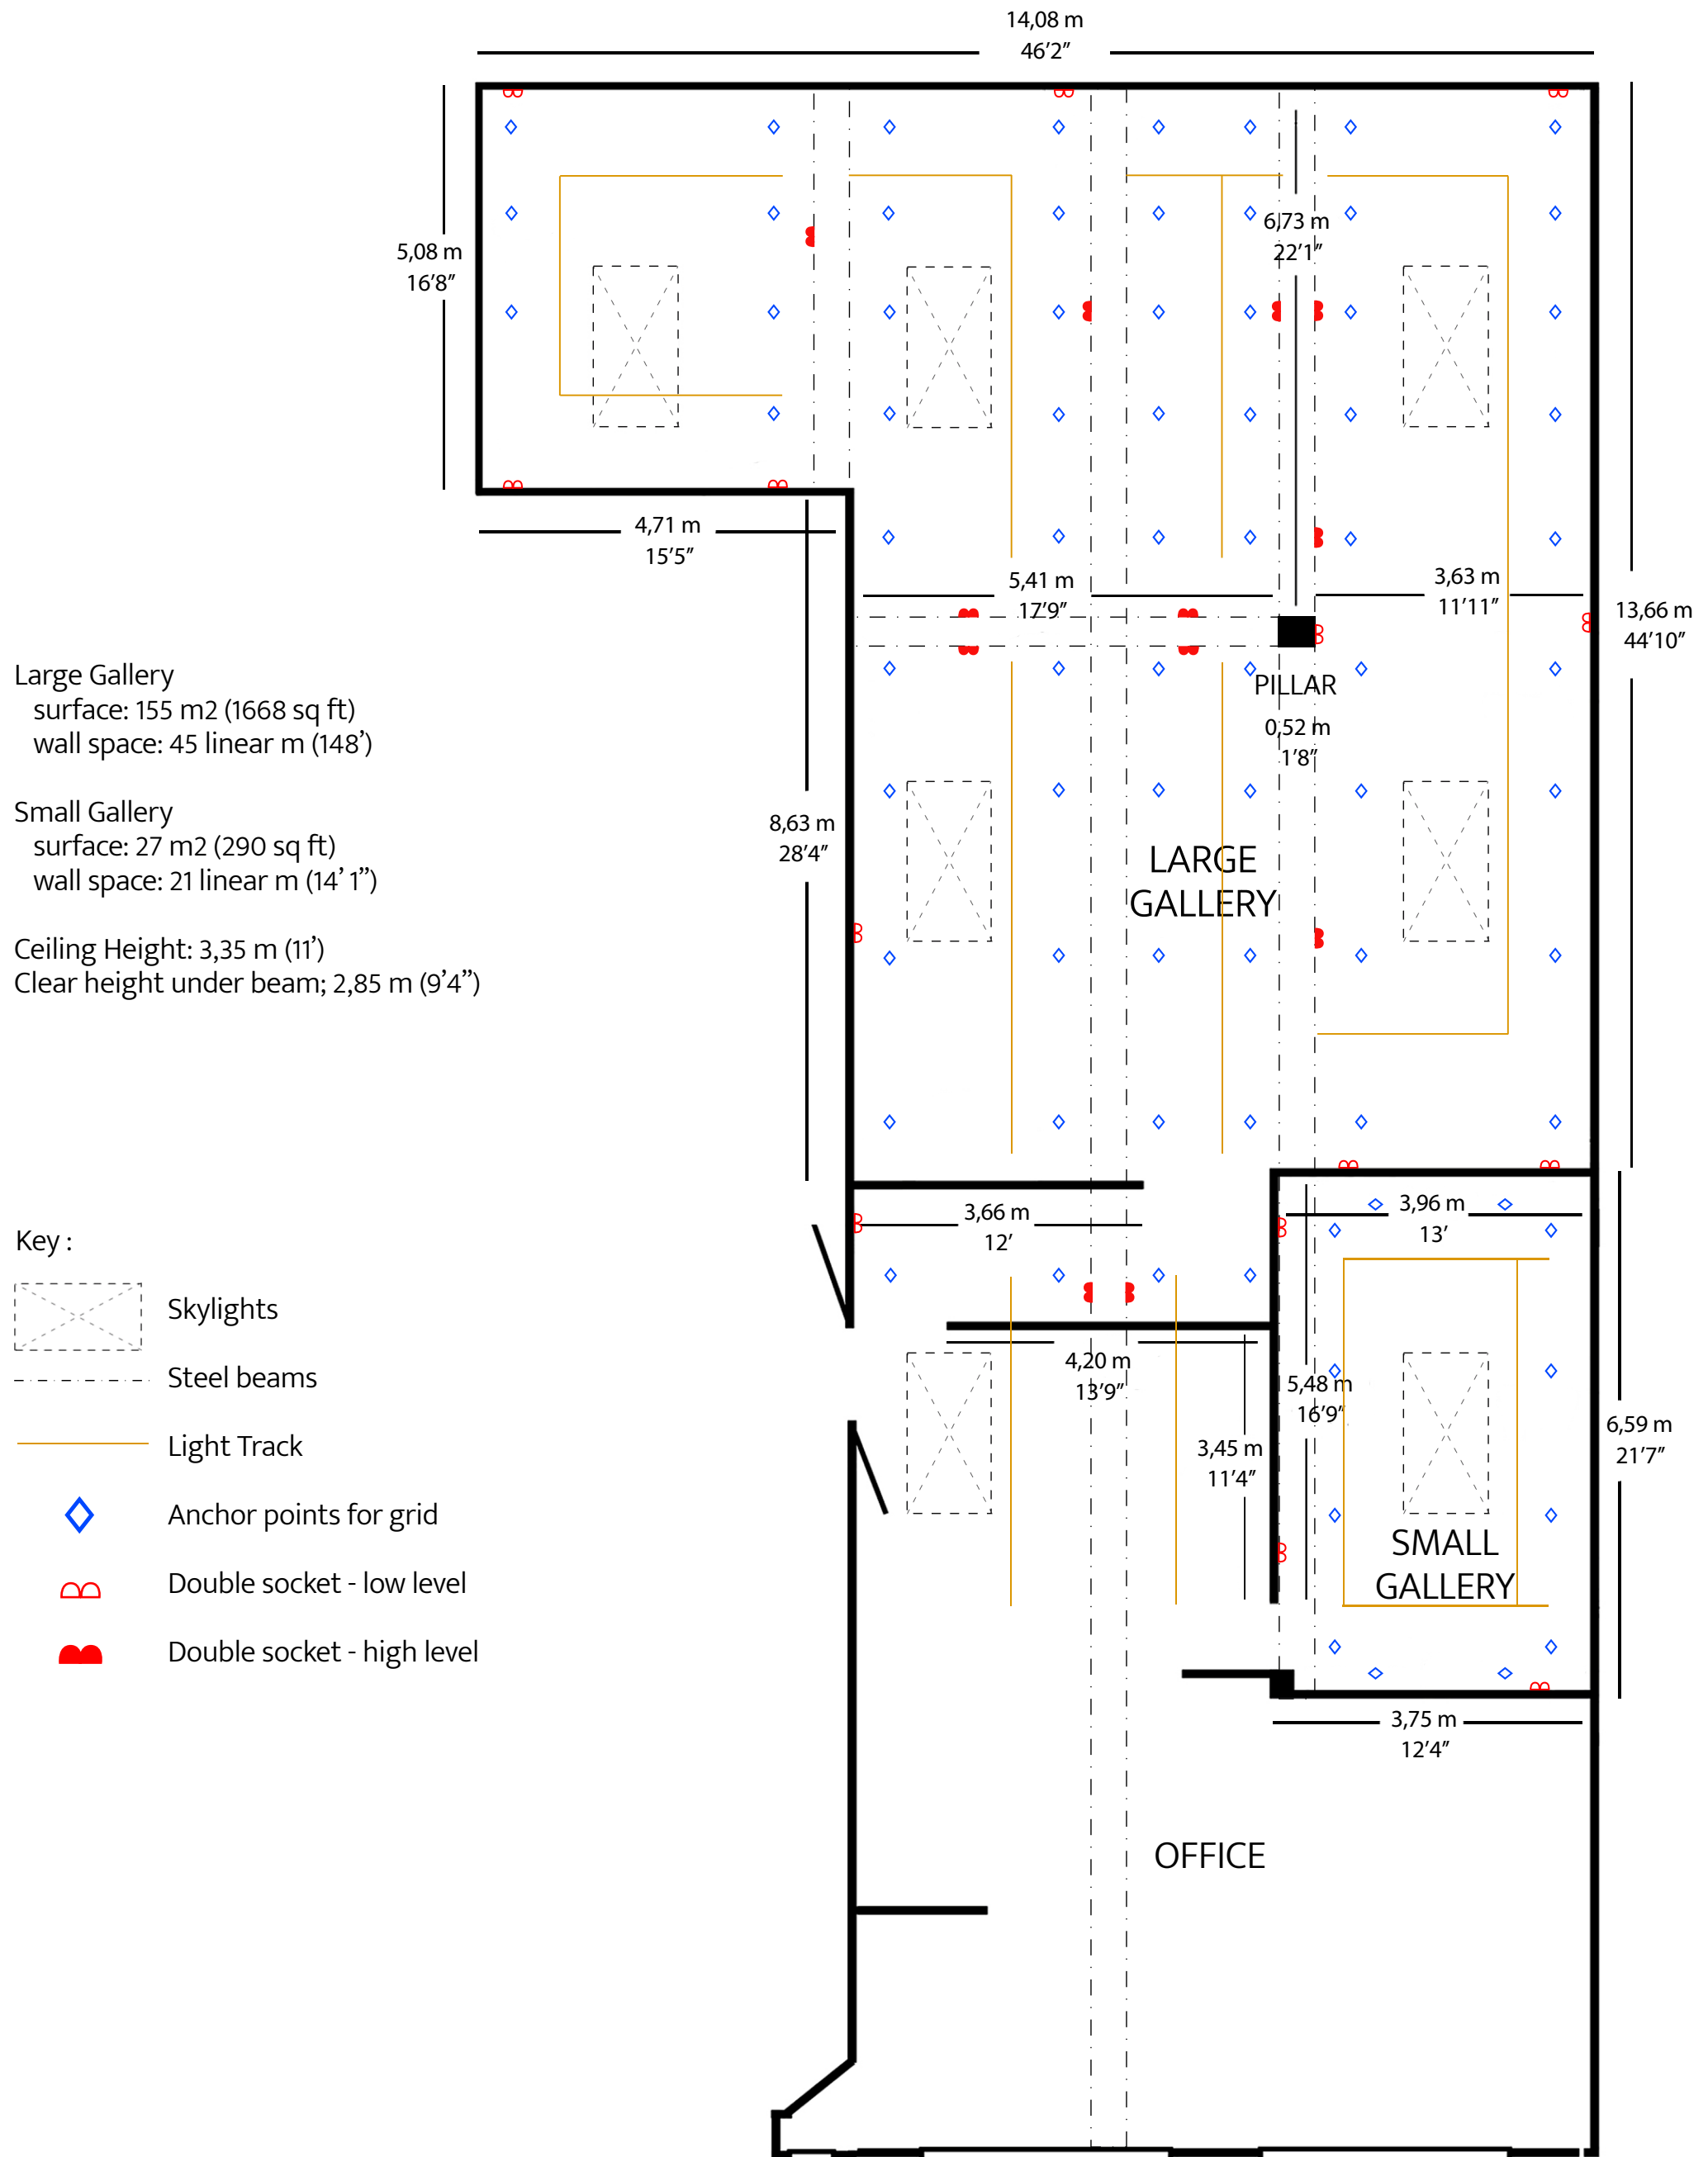 14,08 m
46'2"
5,08 m
16'8"
6,73 m
22'1"
4,71 m
15'5"
5,41 m
17'9"
3,63 m
11'11"
13,66 m
44'10"
PILLAR
0,52 m
1'8"
Large Gallery
surface: 155 m2 (1668 sq ft)
wall space: 45 linear m (148')
Small Gallery
surface: 27 m2 (290 sq ft)
wall space: 21 linear m (14' 1")
Ceiling Height: 3,35 m (11')
Clear height under beam; 2,85 m (9'4")
8,63 m
28'4"
LARGE
GALLERY
3,66 m
12'
3,96 m
13'
4,20 m
13'9"
5,48 m
16'9"
3,45 m
11'4"
6,59 m
21'7"
SMALL
GALLERY
3,75 m
12'4"
OFFICE
Key :
Skylights
Steel beams
Light Track
Anchor points for grid
Double socket - low level
Double socket - high level